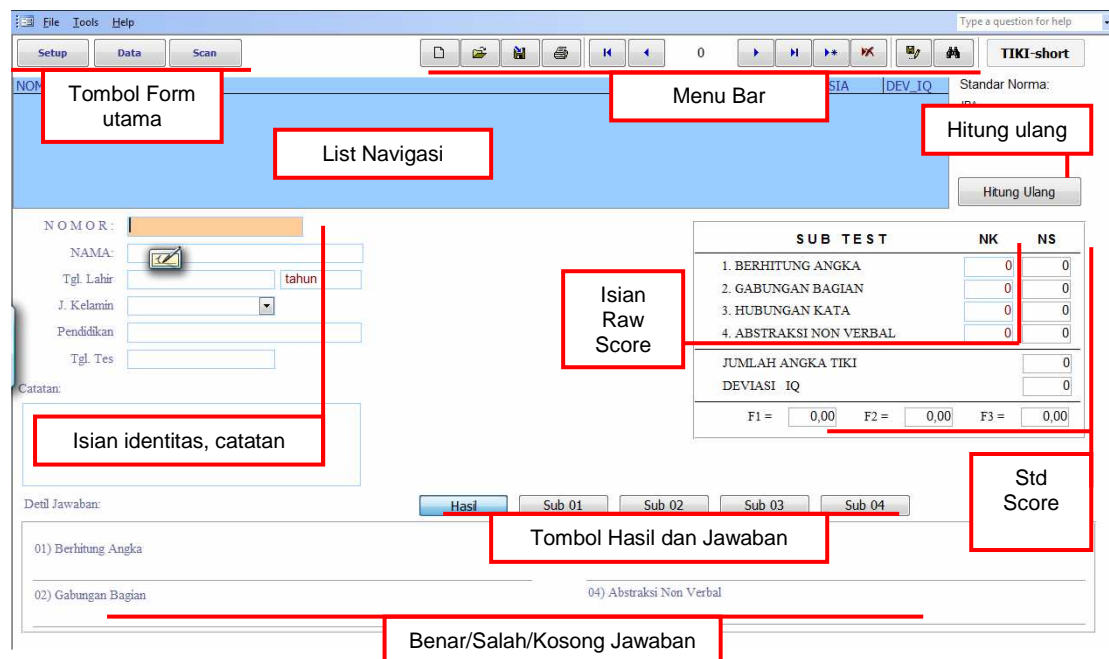 File Tools Help
Type a question for help
Setup Data Scan
0
TIKI-short
SIA DEV_IQ
Standar Norma:
Tombol Form
utama
Menu Bar
Hitung ulang
List Navigasi
Hitung Ulang
NOMOR:
NAMA:
Tgl. Lahir
tahun
J. Kelamin
Pendidikan
Tgl. Tes
Catatan:
Isian identitas, catatan
SUB TEST NK NS
1. BERHITUNG ANGKA 0 0
2. GABUNGAN BAGIAN 0 0
3. HUBUNGAN KATA 0 0
4. ABSTRAKSI NON VERBAL 0 0
JUMLAH ANGKA TIKI 0
DEVIASI IQ 0
F1 = 0,00 F2 = 0,00 F3 = 0,00
Isian
Raw
Score
Std
Score
Detil Jawaban:
Hasil Sub 01 Sub 02 Sub 03 Sub 04
Tombol Hasil dan Jawaban
01) Berhitung Angka
02) Gabungan Bagian
04) Abstraksi Non Verbal
Benar/Salah/Kosong Jawaban